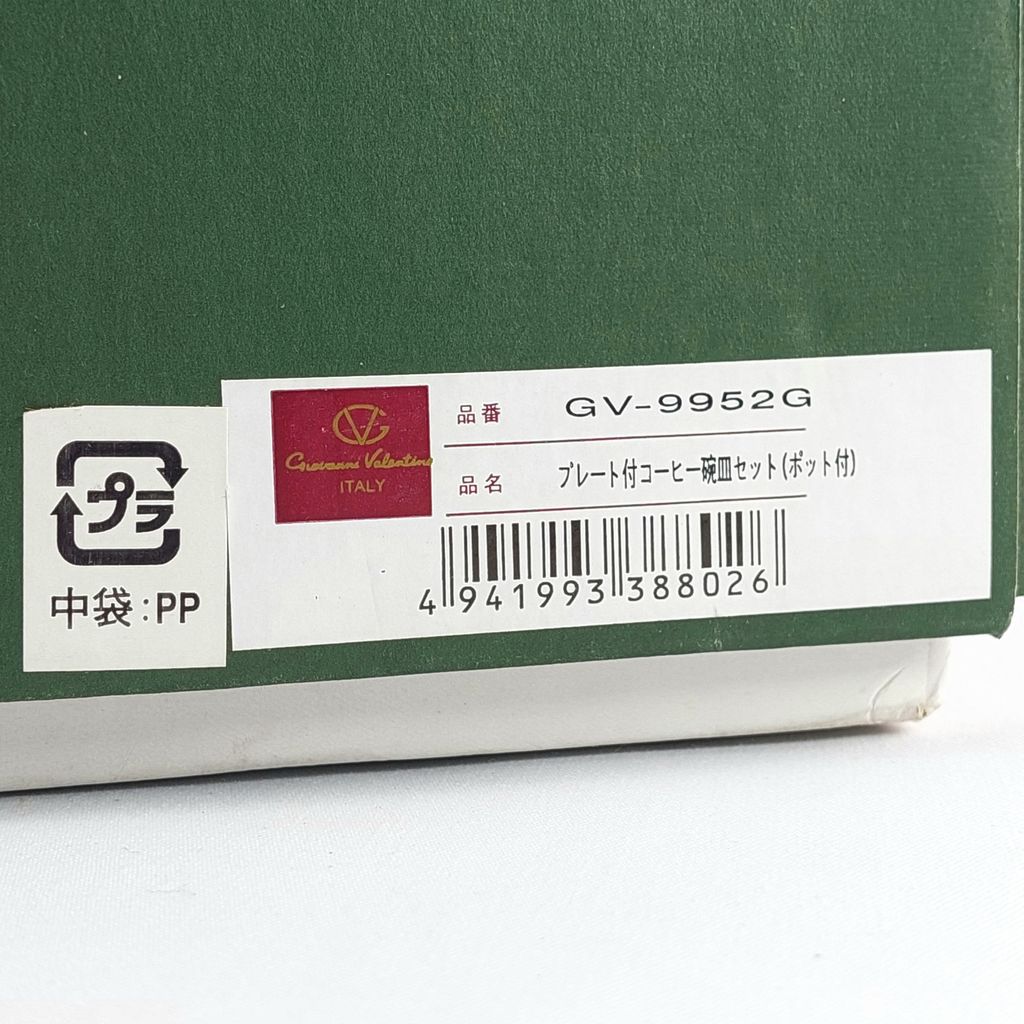 プラ
中袋:PP
GV
Giovanni Valentino
ITALY
品番 GV-9952G
品名 プレート付コーヒー碗皿セット(ポット付)
4 941993 388026